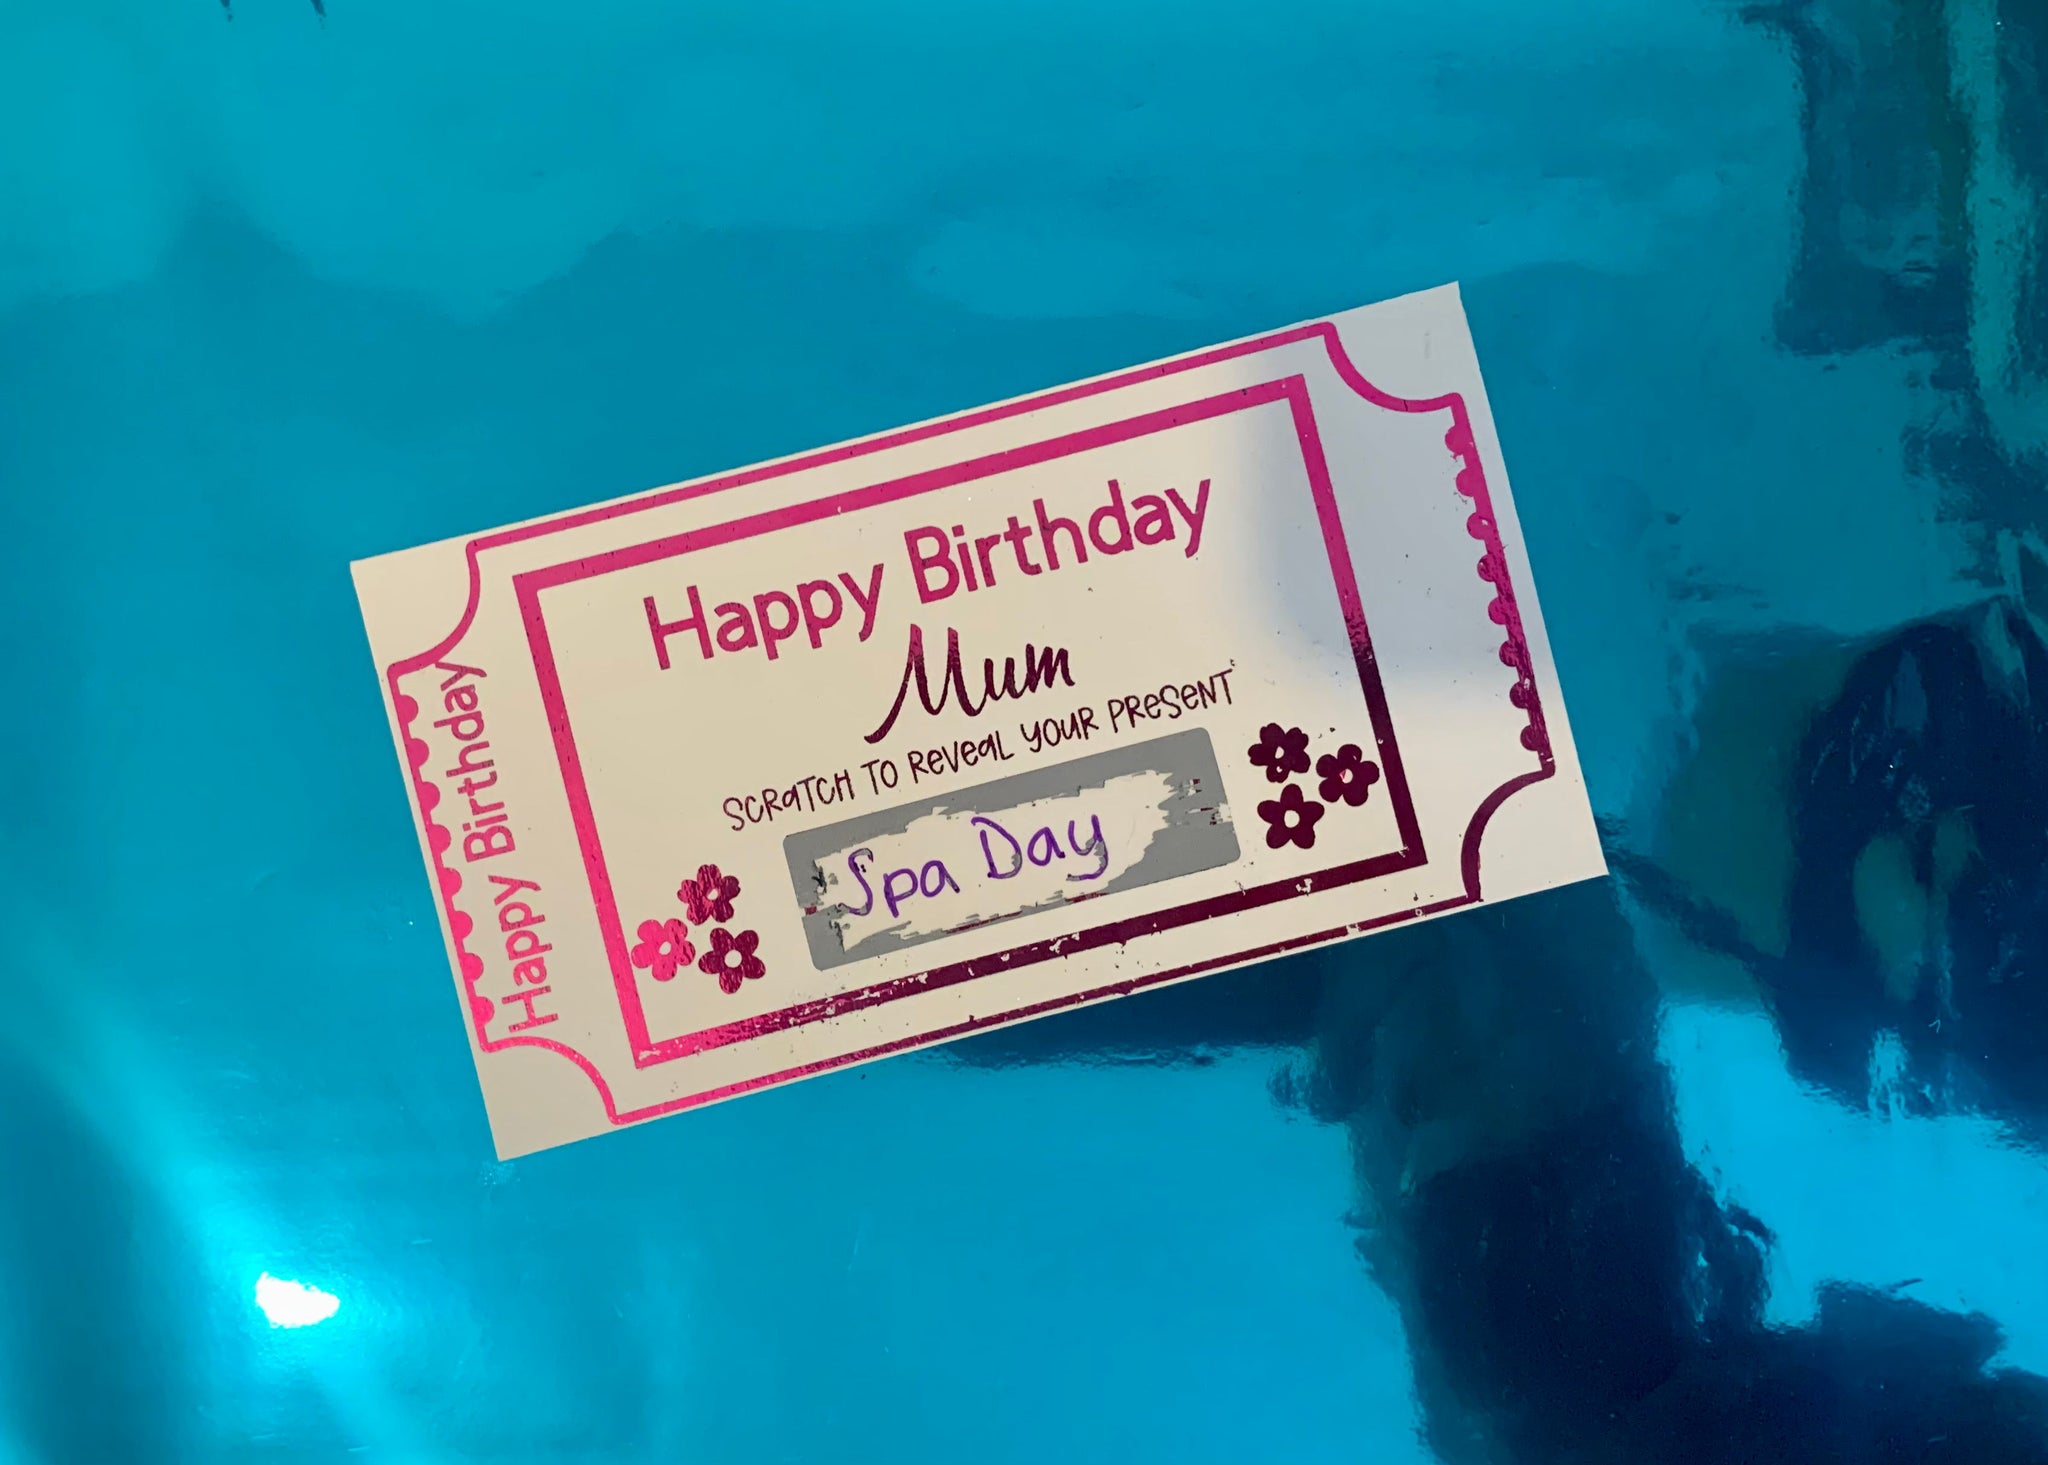 Happy Birthday
Happy Birthday
Mum
SCRATCH TO REVEAL YOUR PRESENT
Spa Day